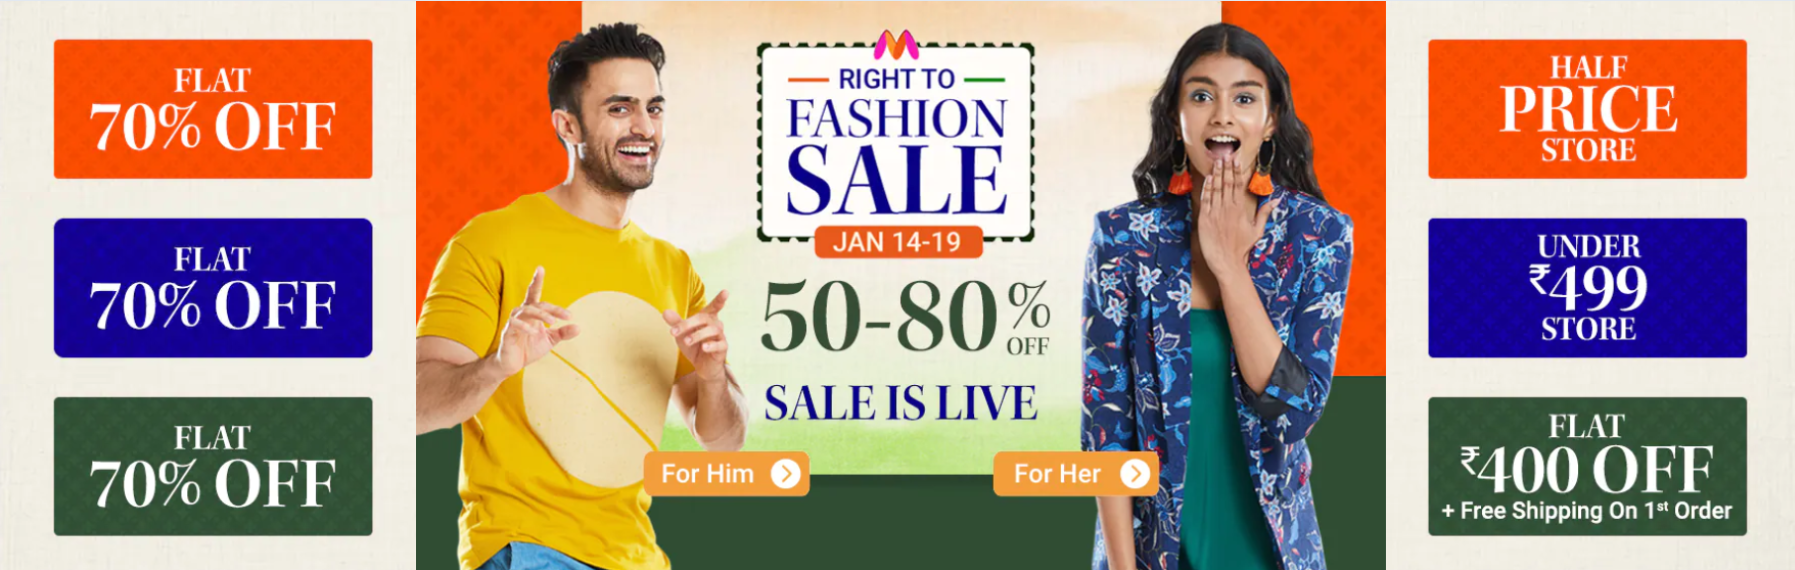 FLAT
70% OFF
FLAT
70% OFF
FLAT
70% OFF
RIGHT TO
FASHION
SALE
JAN 14-19
50-80%
OFF
SALE IS LIVE
For Him
For Her
HALF
PRICE
STORE
UNDER
₹499
STORE
FLAT
₹400 OFF
+ Free Shipping On 1st Order